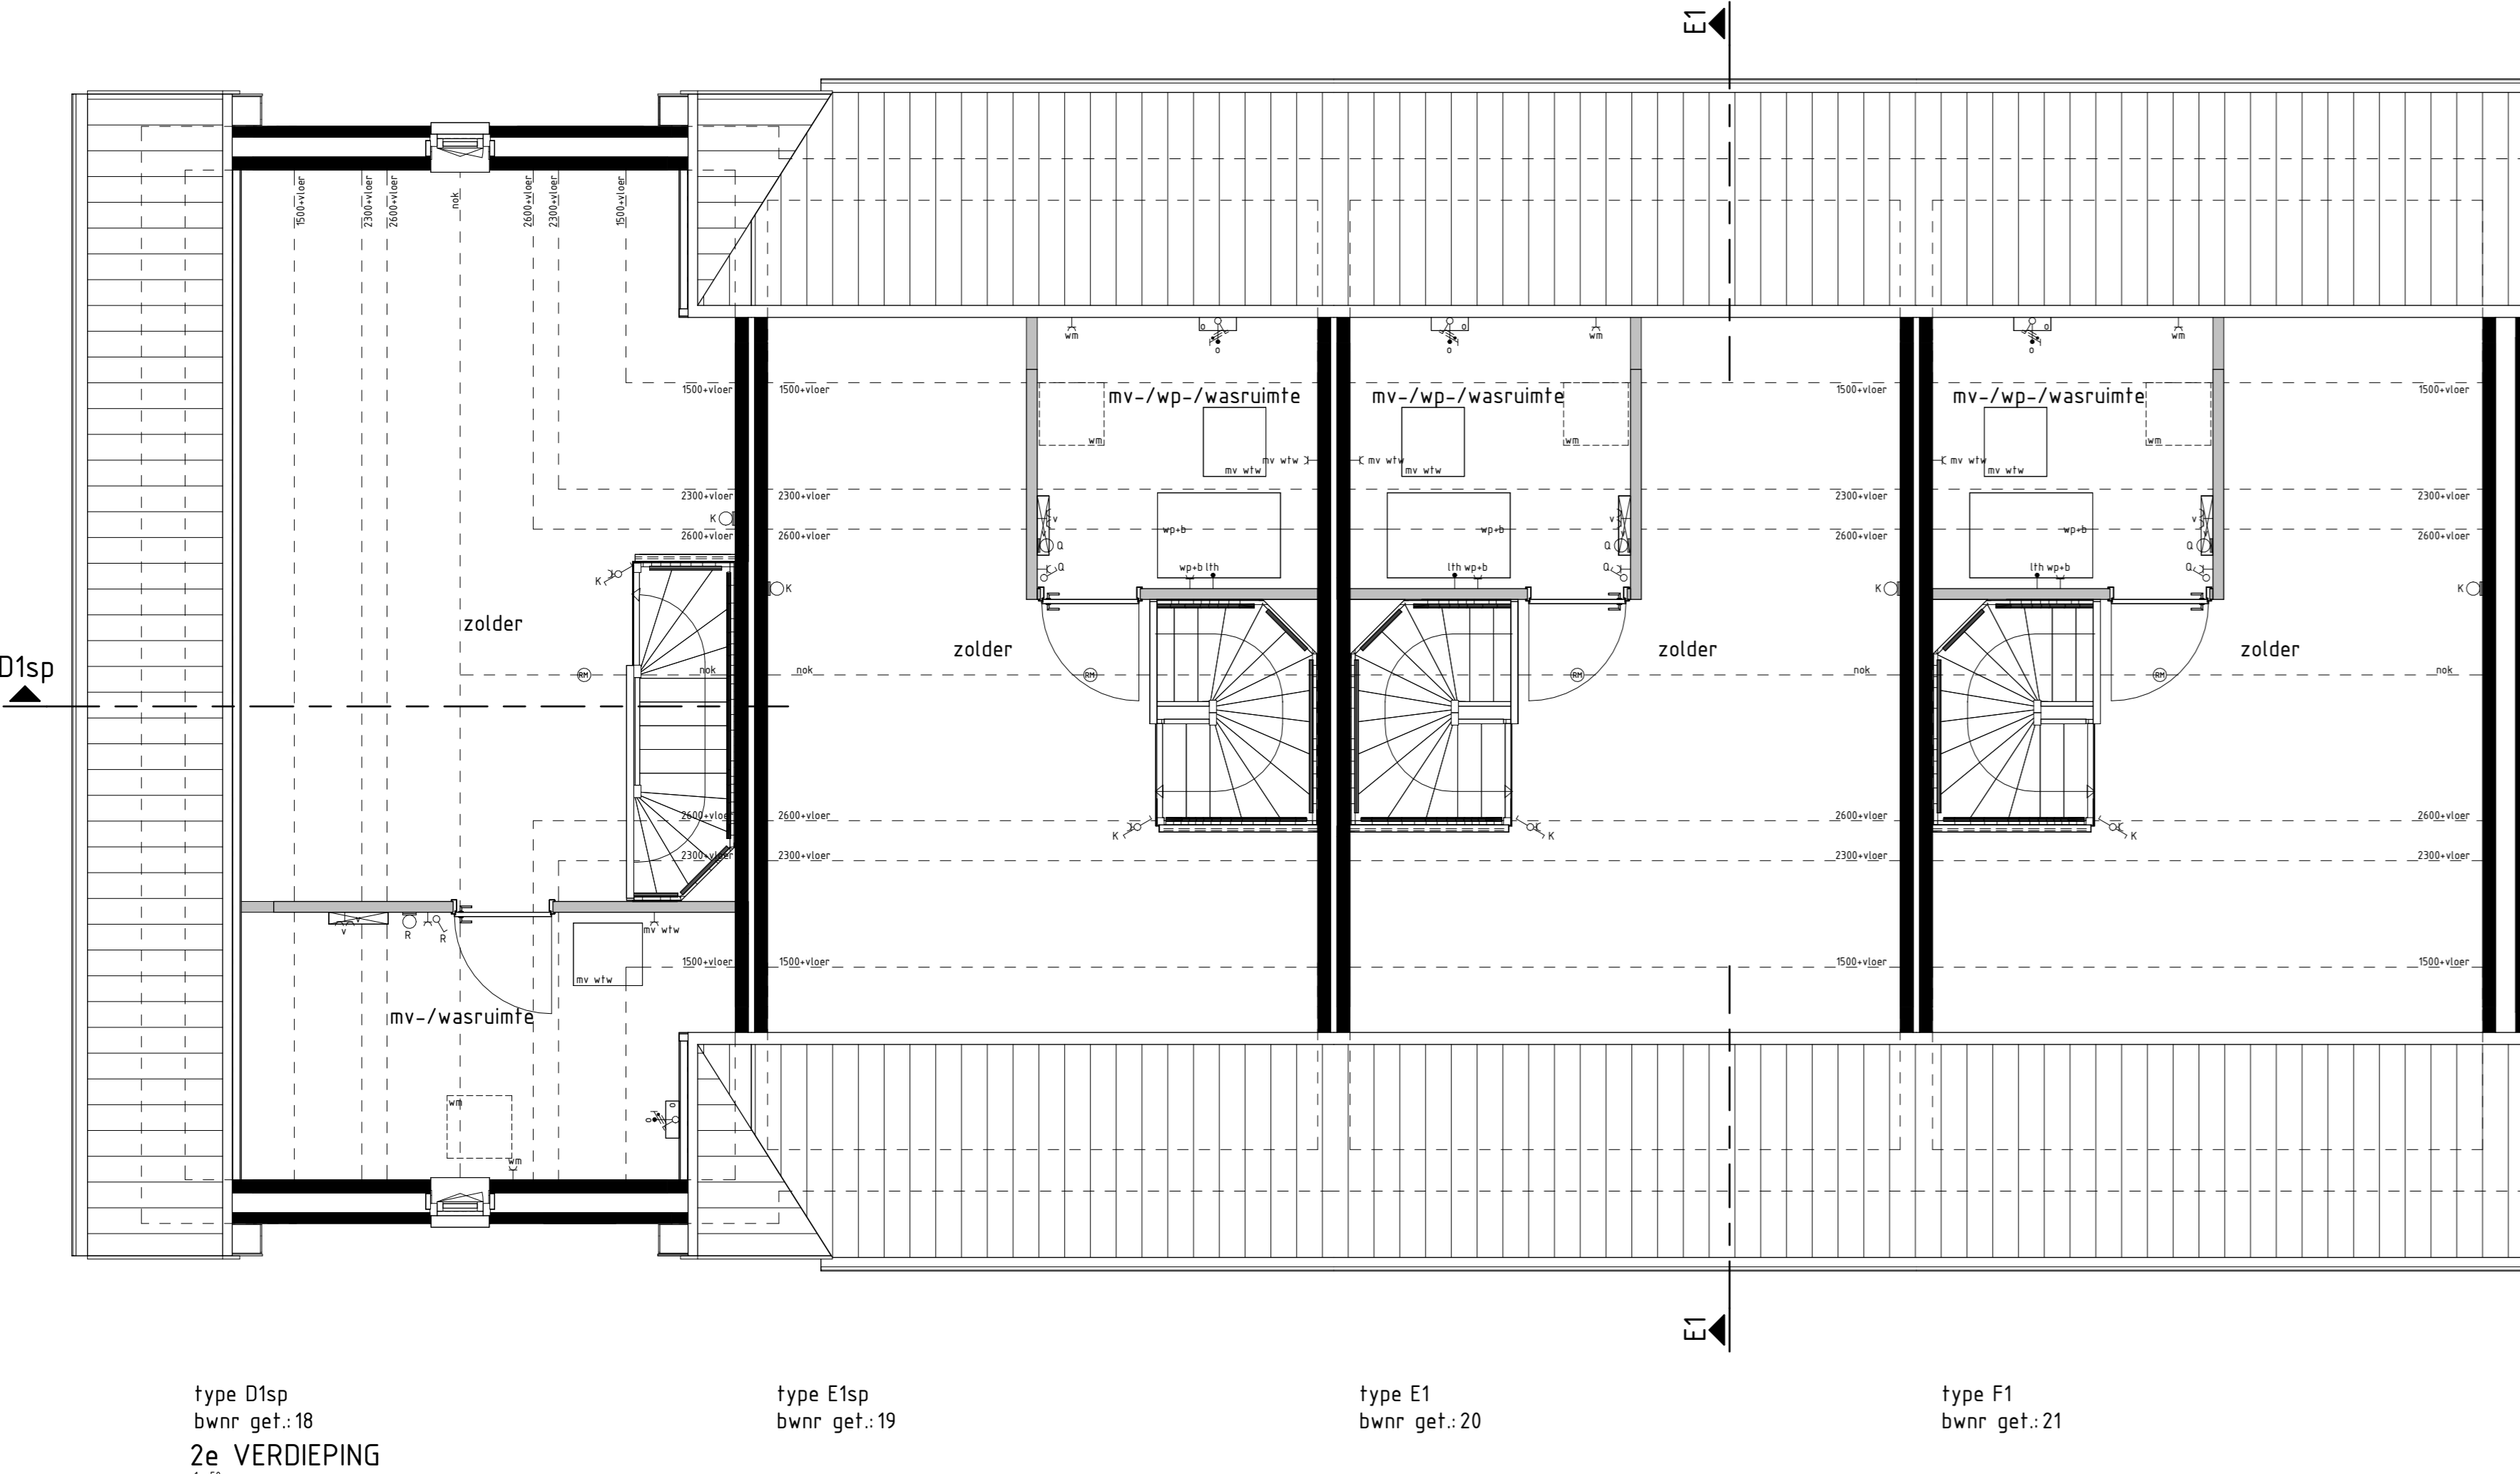 E1
1500+vloer
2300+vloer
2600+vloer
nok
2600+vloer
2300+vloer
1500+vloer
wm
o
o
o
o
wm
o
o
wm
1500+vloer
1500+vloer
1500+vloer
1500+vloer
mv-/wp-/wasruimte
mv-/wp-/wasruimte
mv-/wp-/wasruimte
wm
wm
wm
mv wtw
mv wtw
mv wtw
mv wtw
mv wtw
mv wtw
2300+vloer
2300+vloer
2300+vloer
2300+vloer
K
v
v
v
wp+b
wp+b
wp+b
2600+vloer
2600+vloer
2600+vloer
2600+vloer
Q
Q
Q
Q
Q
Q
wp+b lth
lth wp+b
lth wp+b
K
K
K
K
zolder
zolder
zolder
zolder
D1sp
nok
nok
nok
nok
RM
RM
RM
RM
2600+vloer
2600+vloer
2600+vloer
2600+vloer
K
K
K
2300+vloer
2300+vloer
2300+vloer
2300+vloer
v
R
R
mv wtw
1500+vloer
1500+vloer
1500+vloer
1500+vloer
mv wtw
mv-/wasruimte
wm
o
o
wm
E1
type D1sp
bwnr get.: 18
type E1sp
bwnr get.: 19
type E1
bwnr get.: 20
type F1
bwnr get.: 21
2e VERDIEPING